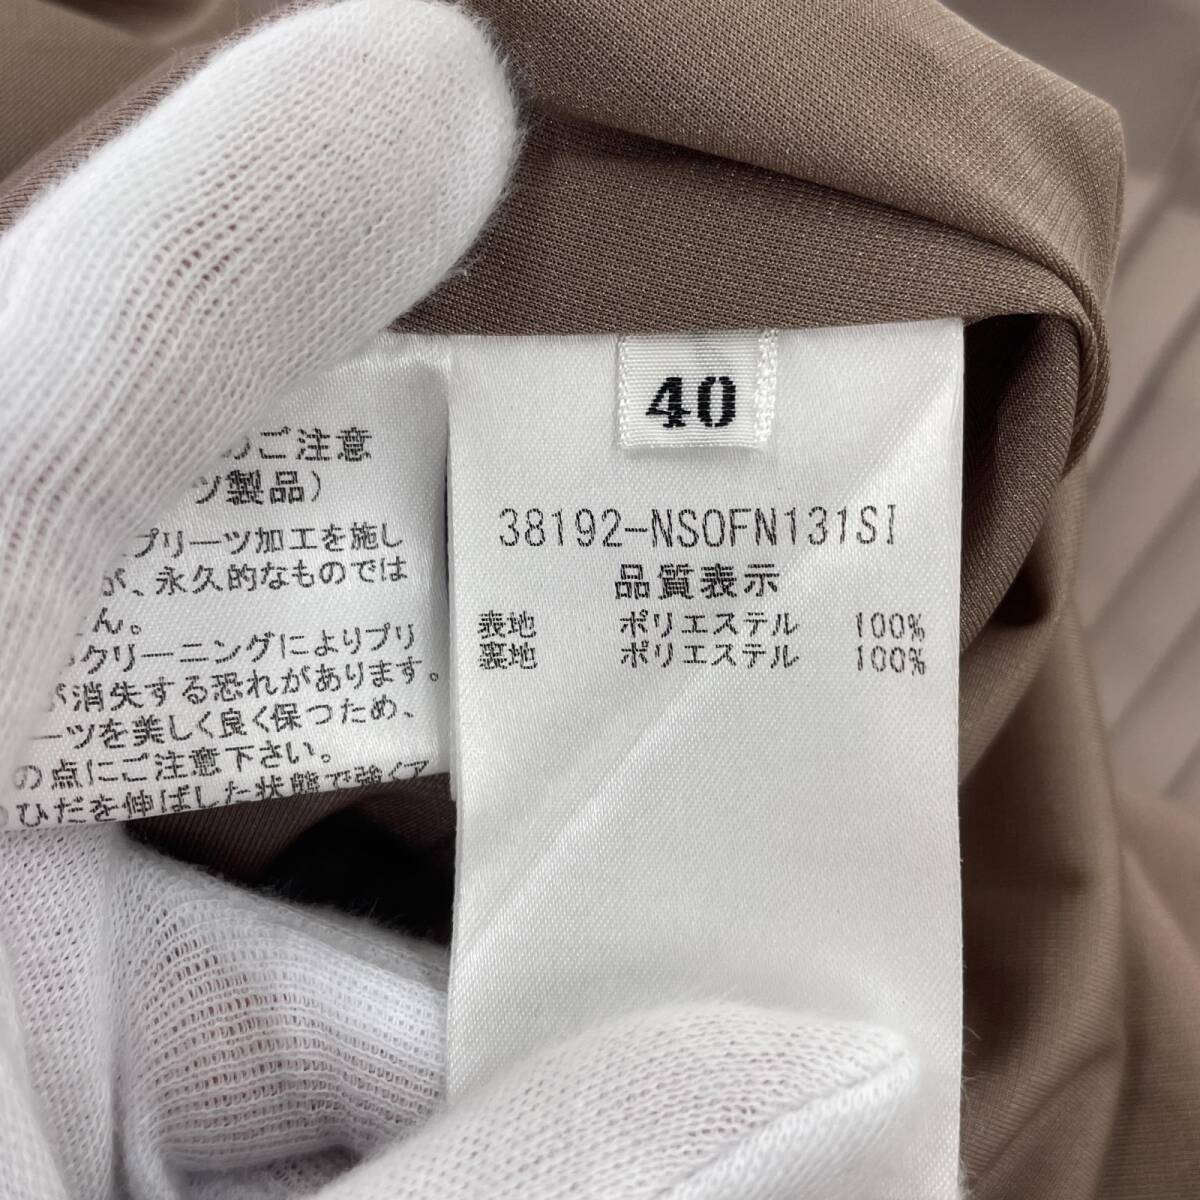 40
38192-NSOFN131SI
品質表示
表地 ポリエステル 100%
裏地 ポリエステル 100%
のご注意
ツ製品)
プリーツ加工を施し
が、永久的なものでは
ん。
クリーニングによりプリ
が消失する恐れがあります。
ーツを美しく良く保つため、
の点にご注意下さい。
ひだを伸ばした状態で強くア